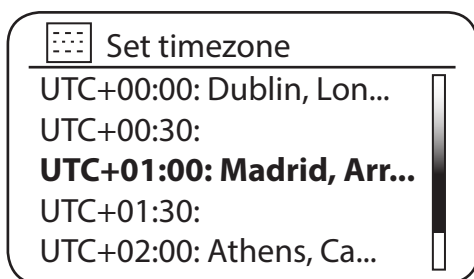 Set timezone
UTC+00:00: Dublin, Lon...
UTC+00:30:
UTC+01:00: Madrid, Arr...
UTC+01:30:
UTC+02:00: Athens, Ca...